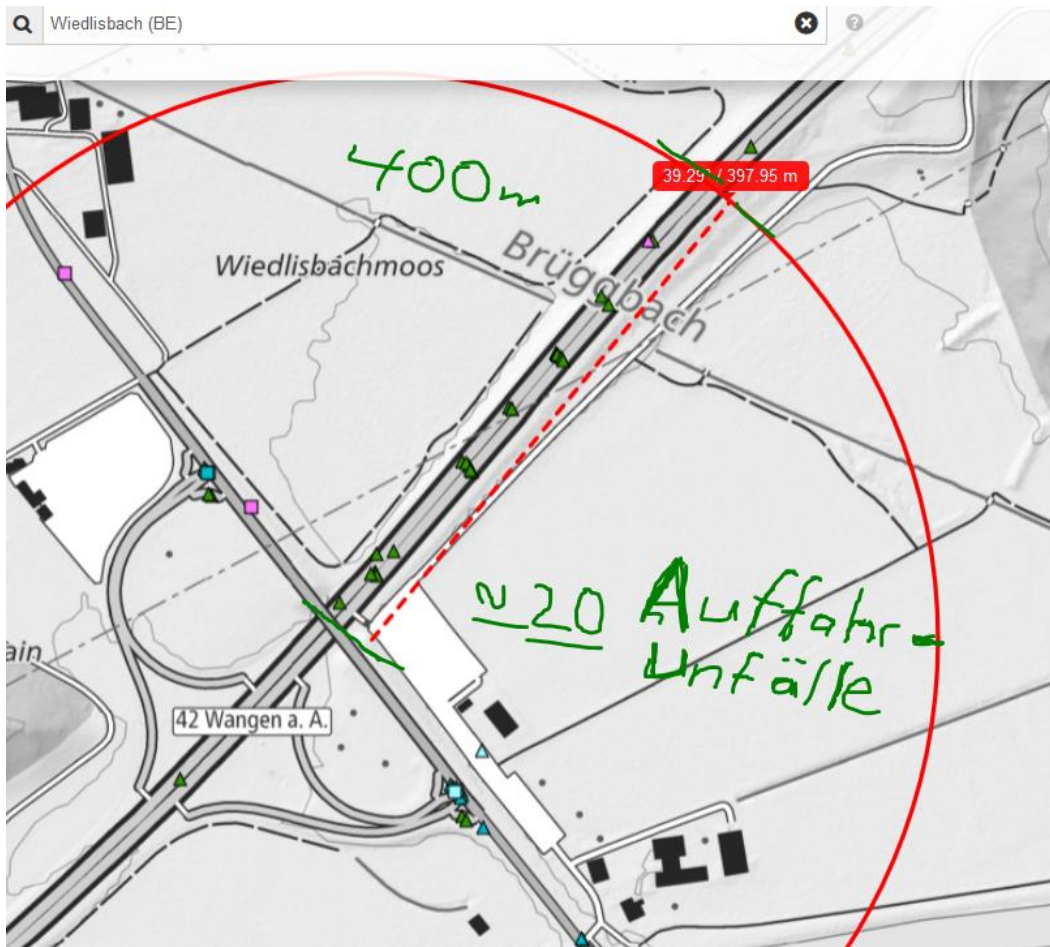 Wiedlisbach (BE)
400m
39.29° / 397.95 m
Wiedlisbachmoos
Brüggbach
~20 Auffahr-
Unfälle
ain
42 Wangen a. A.